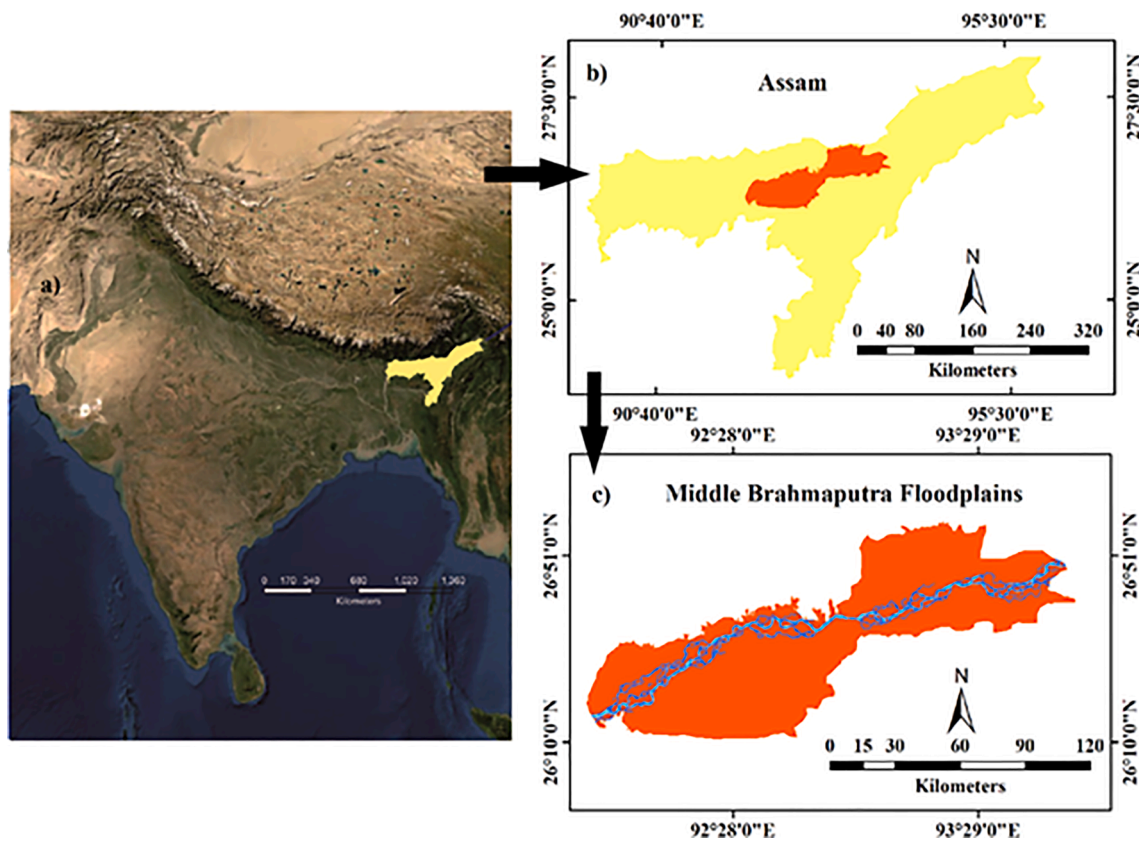 a)
0 170 340 680 1,020 1,360
Kilometers
90°40'0"E 95°30'0"E
b)
Assam
27°30'0"N 27°30'0"N
25°0'0"N 25°0'0"N
N
0 40 80 160 240 320
Kilometers
90°40'0"E 95°30'0"E
92°28'0"E 93°29'0"E
c) Middle Brahmaputra Floodplains
26°51'0"N 26°51'0"N
26°10'0"N 26°10'0"N
N
0 15 30 60 90 120
Kilometers
92°28'0"E 93°29'0"E